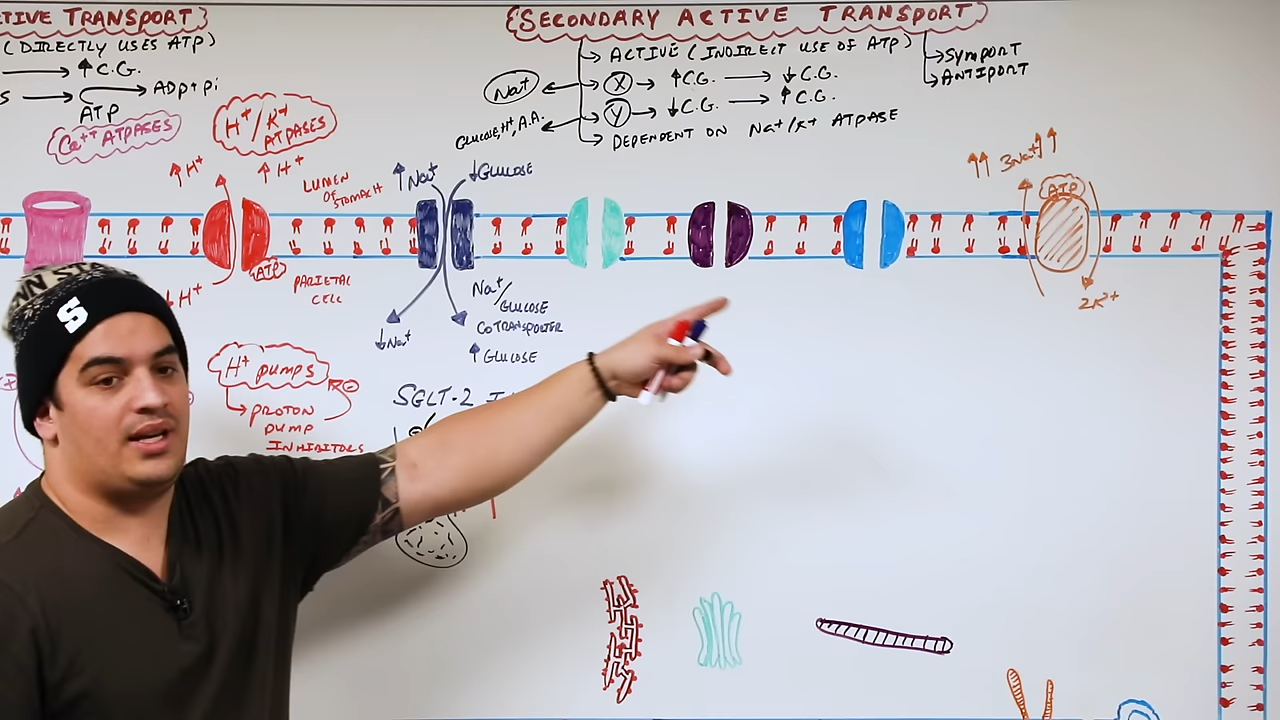 TIVE TRANSPORT
(DIRECTLY USES ATP)
→ ↑C.G.
S → ADP+Pi
ATP
Ca++ ATPASES
H+/K+
ATPASES
↑H+
↑H+
LUMEN
OF
STOMACH
ATP
↓H+
PARIETAL
CELL
H+ PUMPS
PROTON
PUMP
INHIBITORS
SECONDARY ACTIVE TRANSPORT
→ ACTIVE (INDIRECT USE OF ATP)
→ SYMPORT
→ ANTIPORT
Na+ ← X → ↑C.G. → ↓C.G.
GLUCOSE, H+, A.A. ← Y → ↓C.G. → ↑C.G.
→ DEPENDENT ON Na+/K+ ATPASE
↑Na+
↓GLUCOSE
↓Na+
Na+/
GLUCOSE
COTRANSPORTER
↑GLUCOSE
SGLT-2 I
↑↑ 3Na+ ↑↑
ATP
2K++
NN STA
S